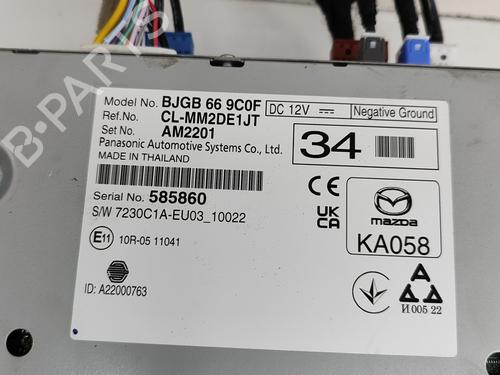 Model No. BJGB 66 9C0F
DC 12V Negative Ground
Ref.No. CL-MM2DE1JT
Set No. AM2201
34
Panasonic Automotive Systems Co., Ltd.
MADE IN THAILAND
Serial No. 585860
S/W 7230C1A-EU03_10022
CE
UK
CA
mazda
KA058
E11 10R-05 11041
ID: A22000763
И 005 22
B-PARTS